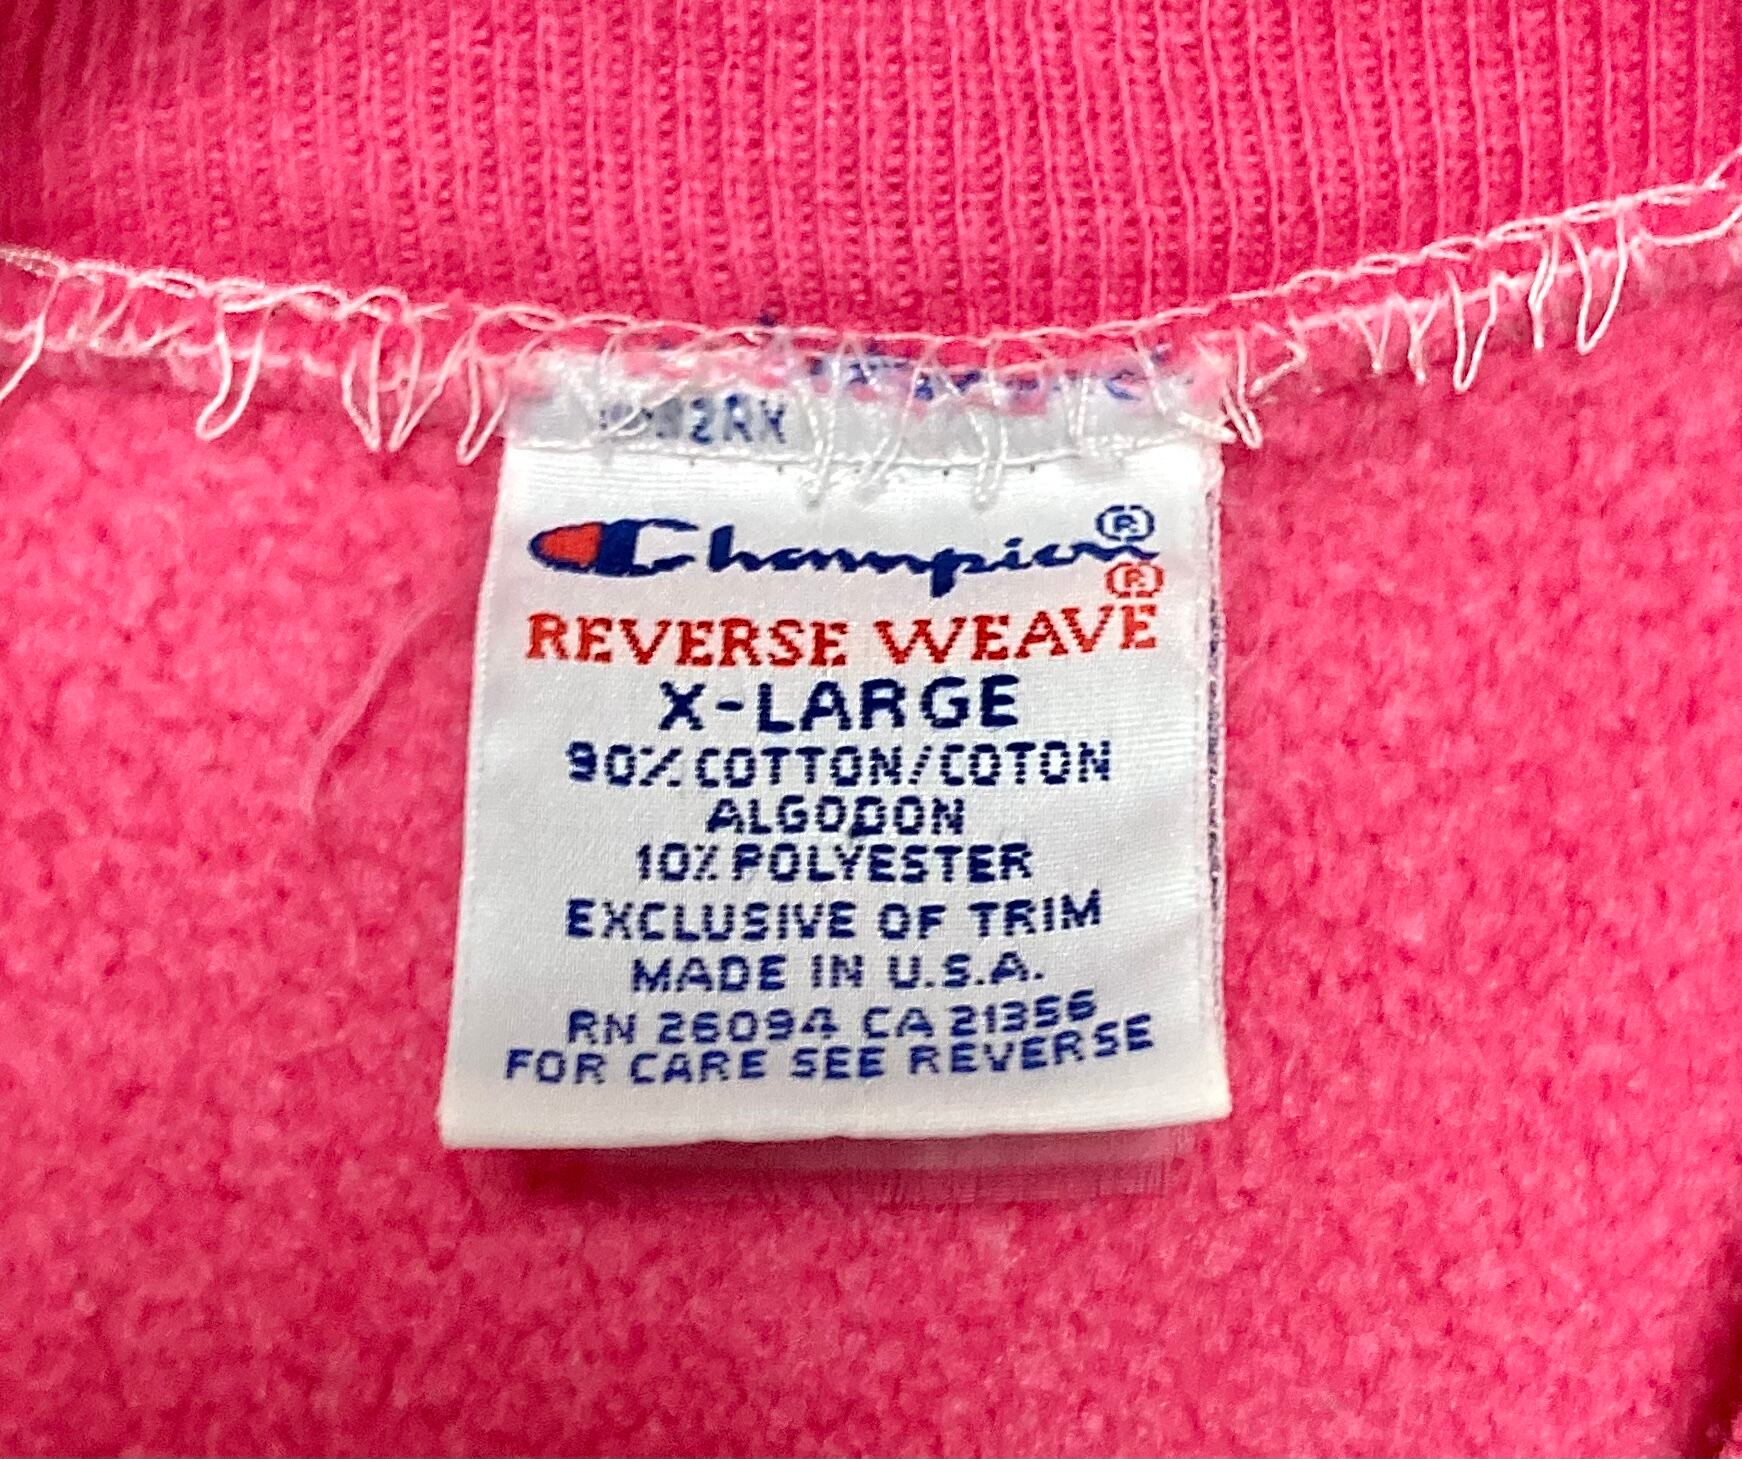 Champion®
REVERSE WEAVE®
X-LARGE
90% COTTON/COTON
ALGODON
10% POLYESTER
EXCLUSIVE OF TRIM
MADE IN U.S.A.
RN 26094 CA 21356
FOR CARE SEE REVERSE